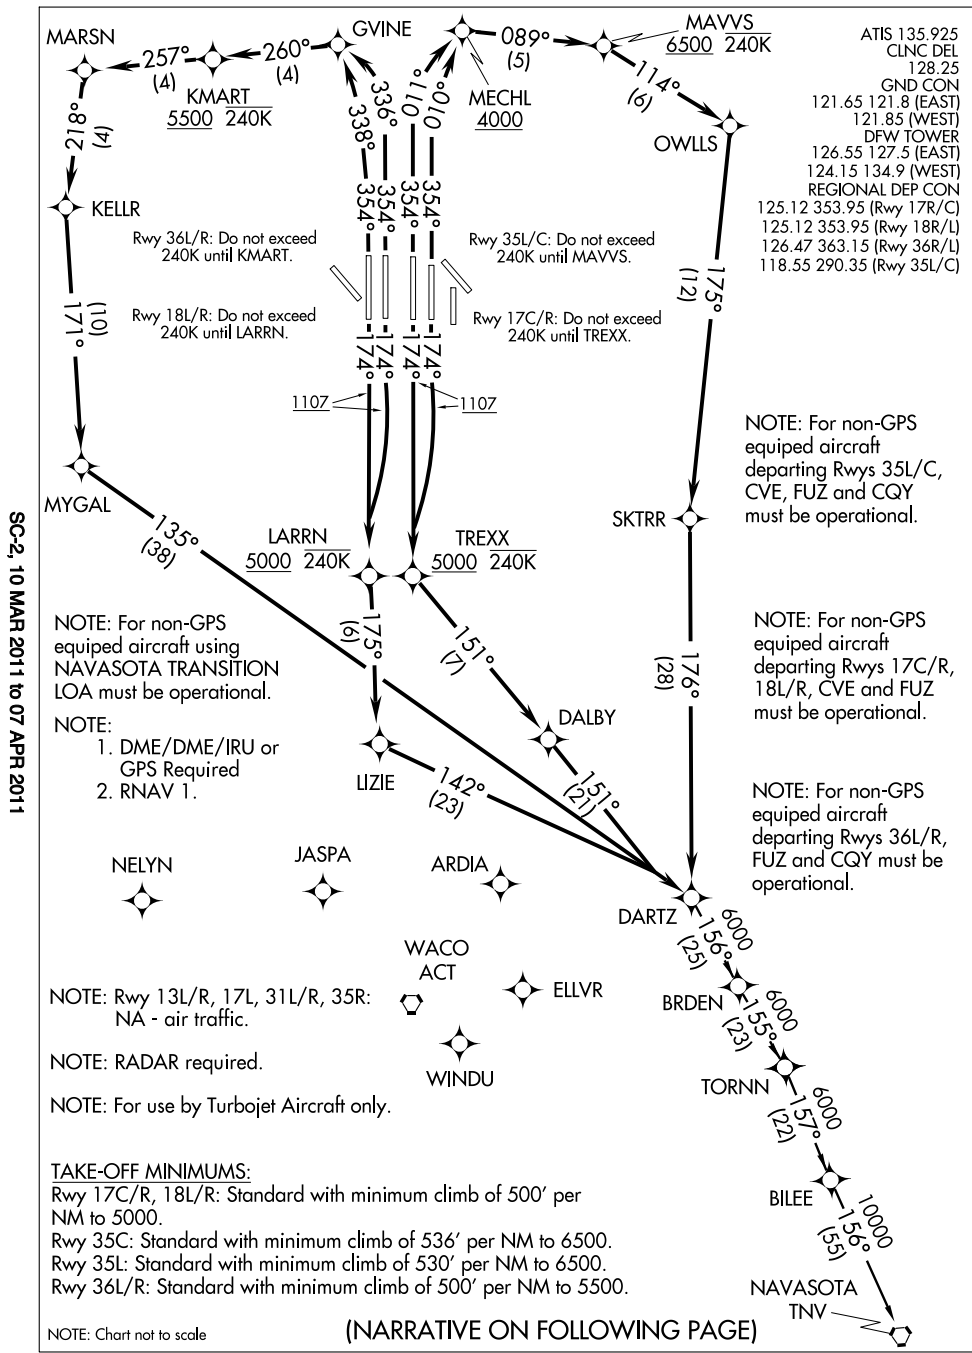 MARSN
257°
(4)
260°
(4)
GVINE
KMART
5500 240K
089°
(5)
MAVVS
6500 240K
MECHL
4000
114°
(6)
OWLLS
ATIS 135.925
CLNC DEL
128.25
GND CON
121.65 121.8 (EAST)
121.85 (WEST)
DFW TOWER
126.55 127.5 (EAST)
124.15 134.9 (WEST)
REGIONAL DEP CON
125.12 353.95 (Rwy 17R/C)
125.12 353.95 (Rwy 18R/L)
126.47 363.15 (Rwy 36R/L)
118.55 290.35 (Rwy 35L/C)
218°
(4)
KELLR
338°
336°
011°
010°
354°
354°
354°
354°
Rwy 36L/R: Do not exceed
240K until KMART.
Rwy 35L/C: Do not exceed
240K until MAVVS.
Rwy 18L/R: Do not exceed
240K until LARRN.
Rwy 17C/R: Do not exceed
240K until TREXX.
175°
(12)
171°
(10)
174°
174°
174°
174°
1107
1107
MYGAL
135°
(38)
LARRN
5000 240K
TREXX
5000 240K
SKTRR
NOTE: For non-GPS
equiped aircraft
departing Rwys 35L/C,
CVE, FUZ and CQY
must be operational.
NOTE: For non-GPS
equiped aircraft using
NAVASOTA TRANSITION
LOA must be operational.
175°
(6)
151°
(7)
176°
(28)
NOTE: For non-GPS
equiped aircraft
departing Rwys 17C/R,
18L/R, CVE and FUZ
must be operational.
NOTE:
1. DME/DME/IRU or
GPS Required
2. RNAV 1.
LIZIE
DALBY
142°
(23)
151°
(21)
NOTE: For non-GPS
equiped aircraft
departing Rwys 36L/R,
FUZ and CQY must be
operational.
NELYN
JASPA
ARDIA
DARTZ
6000
156°
(25)
WACO
ACT
ELLVR
BRDEN
WINDU
NOTE: Rwy 13L/R, 17L, 31L/R, 35R:
NA - air traffic.
NOTE: RADAR required.
NOTE: For use by Turbojet Aircraft only.
6000
155°
(23)
TORNN
6000
157°
(22)
BILEE
10000
156°
(55)
NAVASOTA
TNV
TAKE-OFF MINIMUMS:
Rwy 17C/R, 18L/R: Standard with minimum climb of 500' per
NM to 5000.
Rwy 35C: Standard with minimum climb of 536' per NM to 6500.
Rwy 35L: Standard with minimum climb of 530' per NM to 6500.
Rwy 36L/R: Standard with minimum climb of 500' per NM to 5500.
NOTE: Chart not to scale
(NARRATIVE ON FOLLOWING PAGE)
SC-2, 10 MAR 2011 to 07 APR 2011